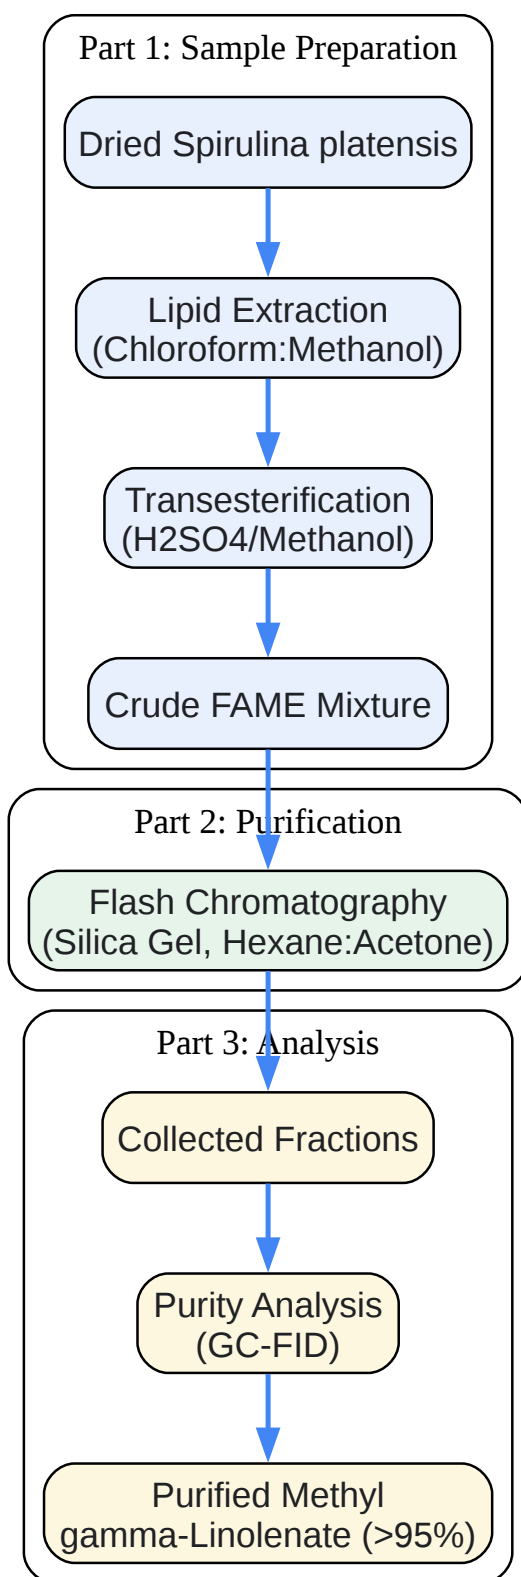 Part 1: Sample Preparation
Dried Spirulina platensis
Lipid Extraction
(Chloroform:Methanol)
Transesterification
(H2SO4/Methanol)
Crude FAME Mixture
Part 2: Purification
Flash Chromatography
(Silica Gel, Hexane:Acetone)
Part 3: Analysis
Collected Fractions
Purity Analysis
(GC-FID)
Purified Methyl
gamma-Linolenate (>95%)